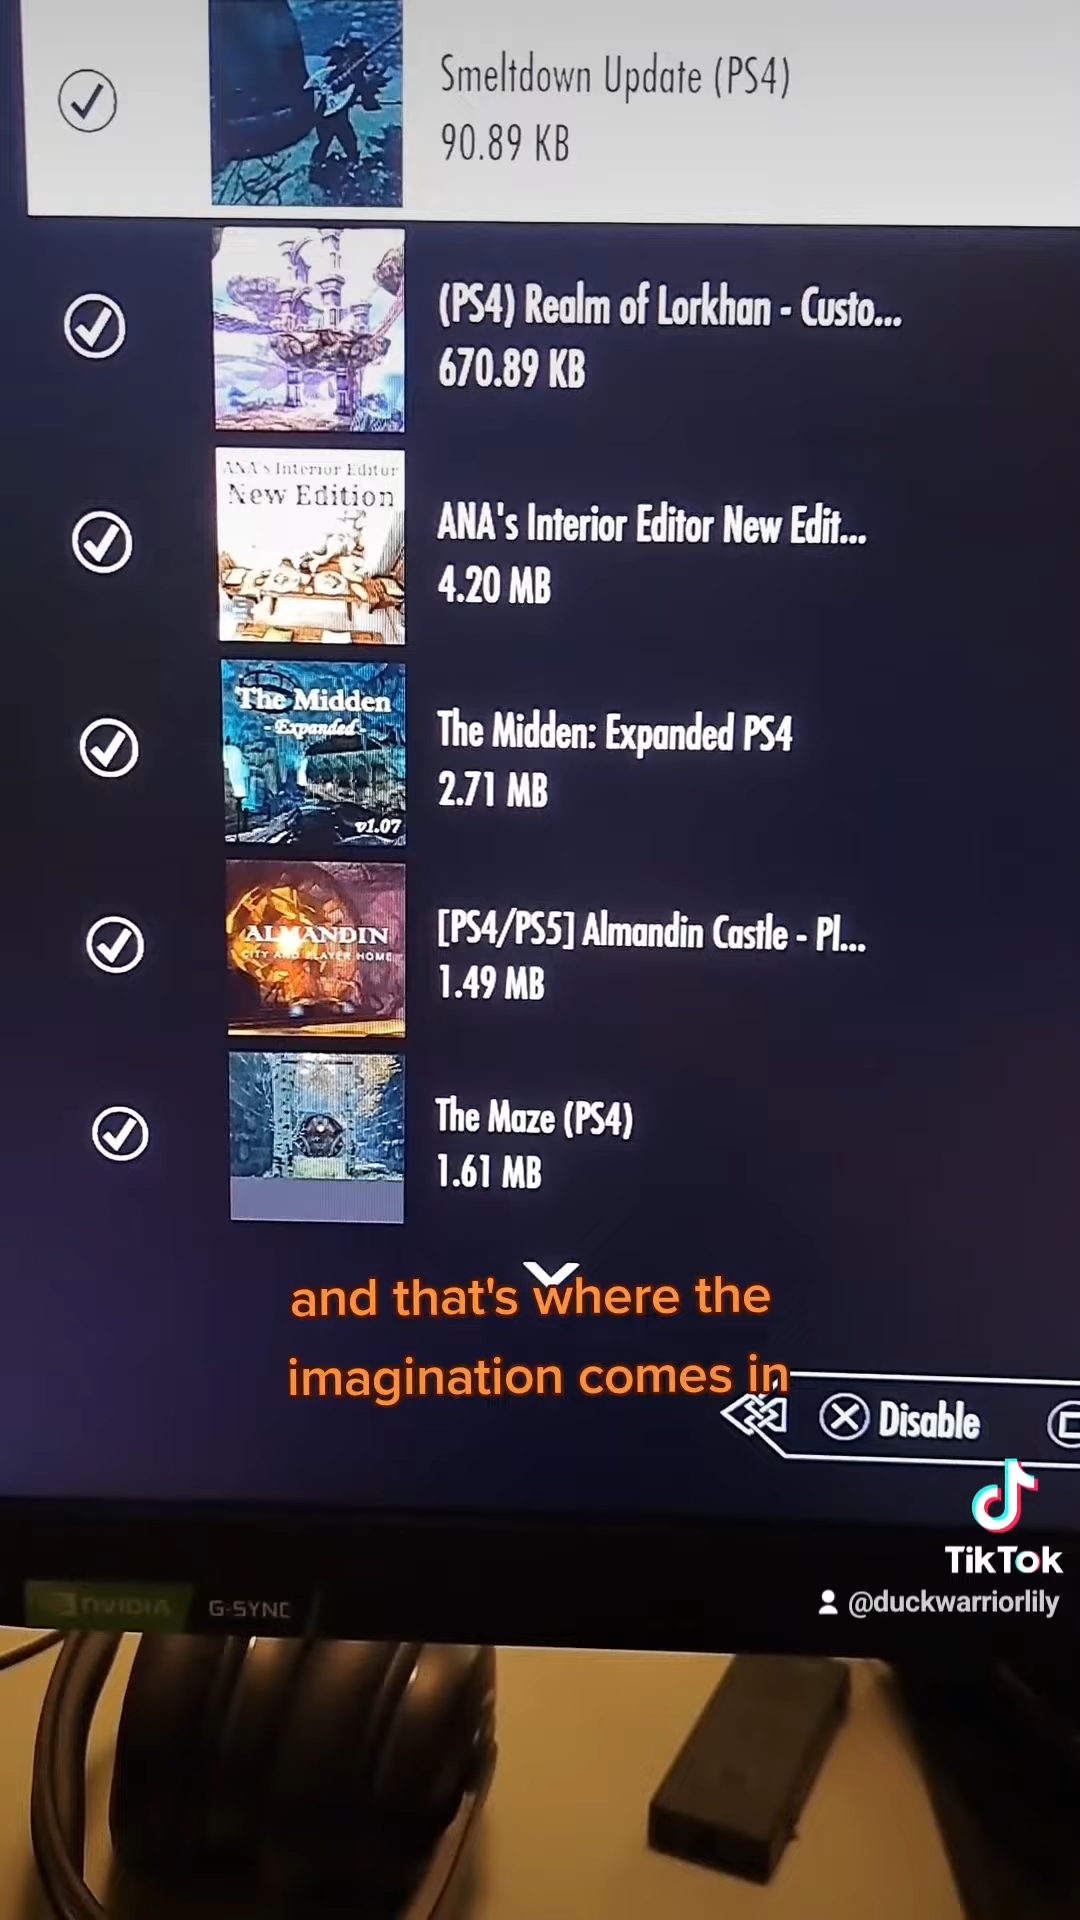 Smeltdown Update (PS4)
90.89 KB
(PS4) Realm of Lorkhan - Custo...
670.89 KB
ANA's Interior Editor
New Edition
ANA's Interior Editor New Edit...
4.20 MB
The Midden
- Expanded -
v1.07
The Midden: Expanded PS4
2.71 MB
ALMANDIN
CITY AND PLAYER HOME
[PS4/PS5] Almandin Castle - Pl...
1.49 MB
The Maze (PS4)
1.61 MB
and that's where the
imagination comes in
Disable
TikTok
@duckwarriorlily
NVIDIA G-SYNC